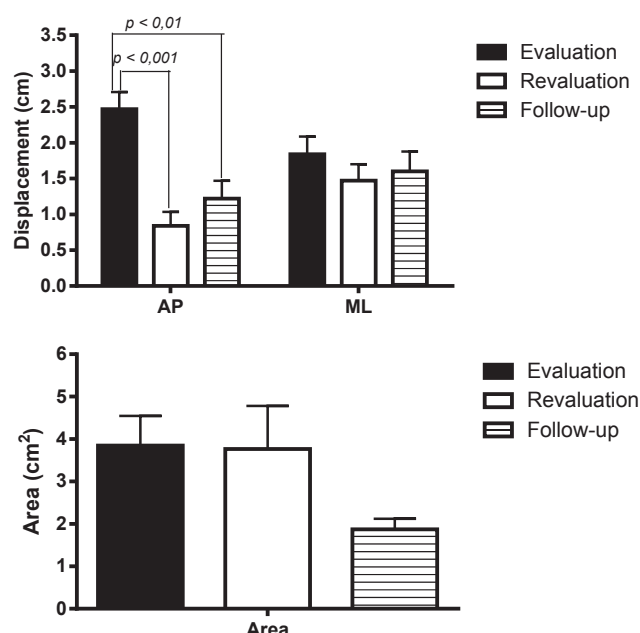 p < 0,01
p < 0,001
Displacement (cm)
3.5
3.0
2.5
2.0
1.5
1.0
0.5
0.0
AP
ML
Evaluation
Revaluation
Follow-up
Area (cm²)
6
5
4
3
2
1
0
Area
Evaluation
Revaluation
Follow-up